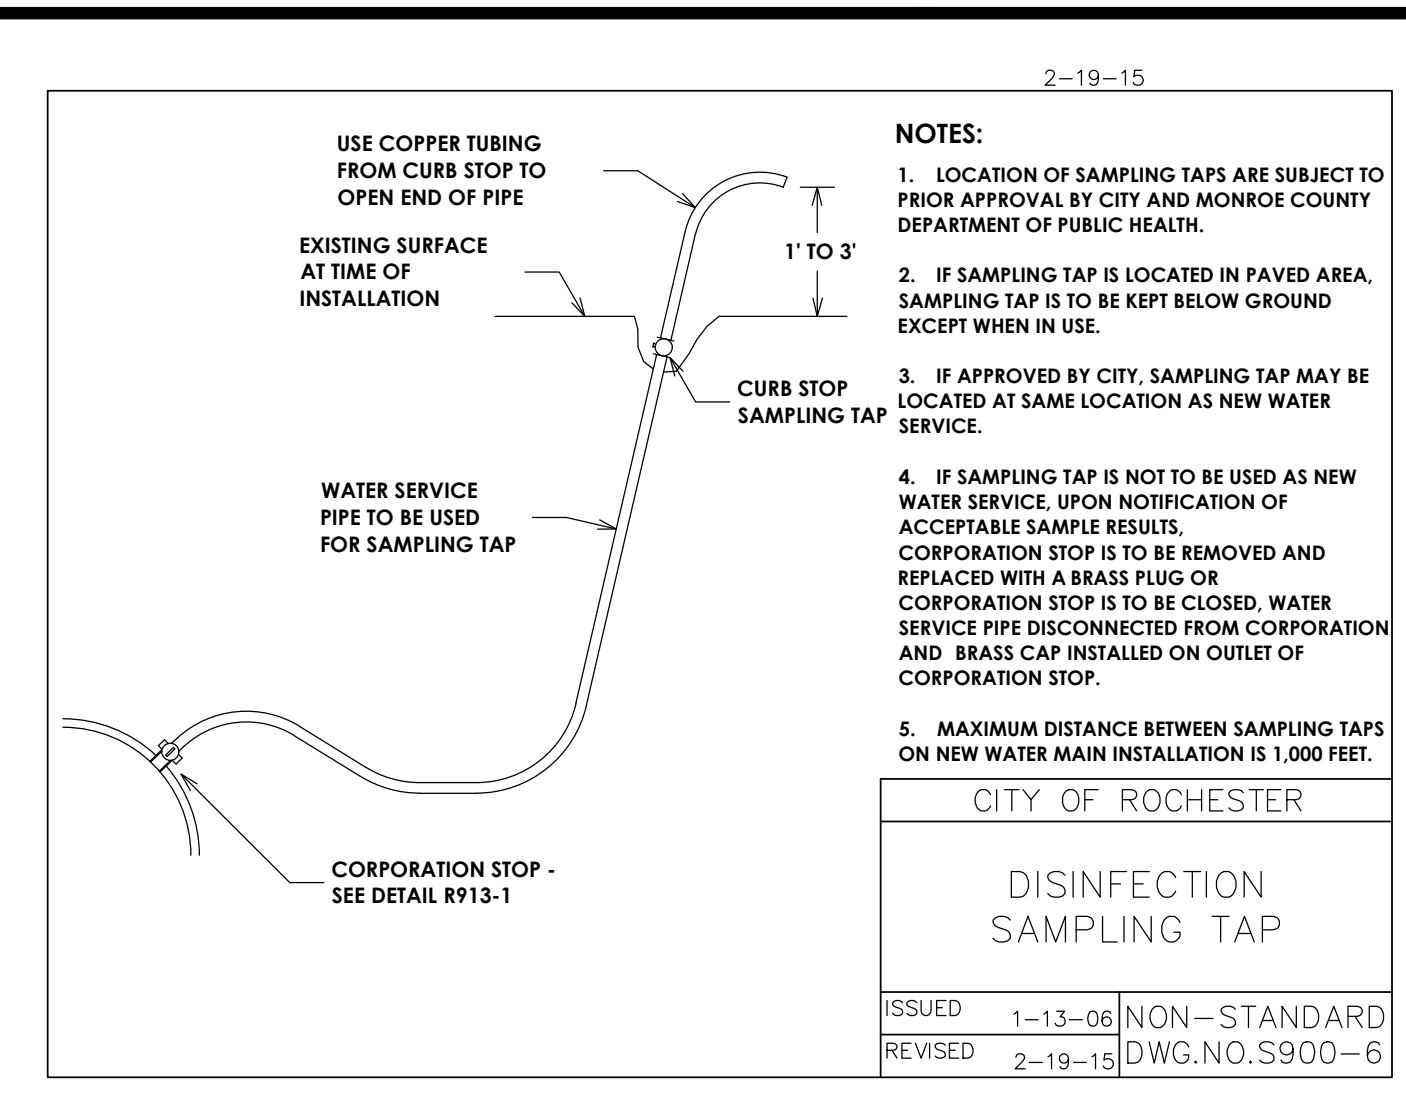 2-19-15
USE COPPER TUBING
FROM CURB STOP TO
OPEN END OF PIPE
EXISTING SURFACE
AT TIME OF
INSTALLATION
1' TO 3'
CURB STOP
SAMPLING TAP
WATER SERVICE
PIPE TO BE USED
FOR SAMPLING TAP
CORPORATION STOP -
SEE DETAIL R913-1
NOTES:
1. LOCATION OF SAMPLING TAPS ARE SUBJECT TO
PRIOR APPROVAL BY CITY AND MONROE COUNTY
DEPARTMENT OF PUBLIC HEALTH.
2. IF SAMPLING TAP IS LOCATED IN PAVED AREA,
SAMPLING TAP IS TO BE KEPT BELOW GROUND
EXCEPT WHEN IN USE.
3. IF APPROVED BY CITY, SAMPLING TAP MAY BE
LOCATED AT SAME LOCATION AS NEW WATER
SERVICE.
4. IF SAMPLING TAP IS NOT TO BE USED AS NEW
WATER SERVICE, UPON NOTIFICATION OF
ACCEPTABLE SAMPLE RESULTS,
CORPORATION STOP IS TO BE REMOVED AND
REPLACED WITH A BRASS PLUG OR
CORPORATION STOP IS TO BE CLOSED, WATER
SERVICE PIPE DISCONNECTED FROM CORPORATION
AND BRASS CAP INSTALLED ON OUTLET OF
CORPORATION STOP.
5. MAXIMUM DISTANCE BETWEEN SAMPLING TAPS
ON NEW WATER MAIN INSTALLATION IS 1,000 FEET.
CITY OF ROCHESTER
DISINFECTION
SAMPLING TAP
ISSUED 1-13-06
REVISED 2-19-15
NON-STANDARD
DWG.NO.S900-6